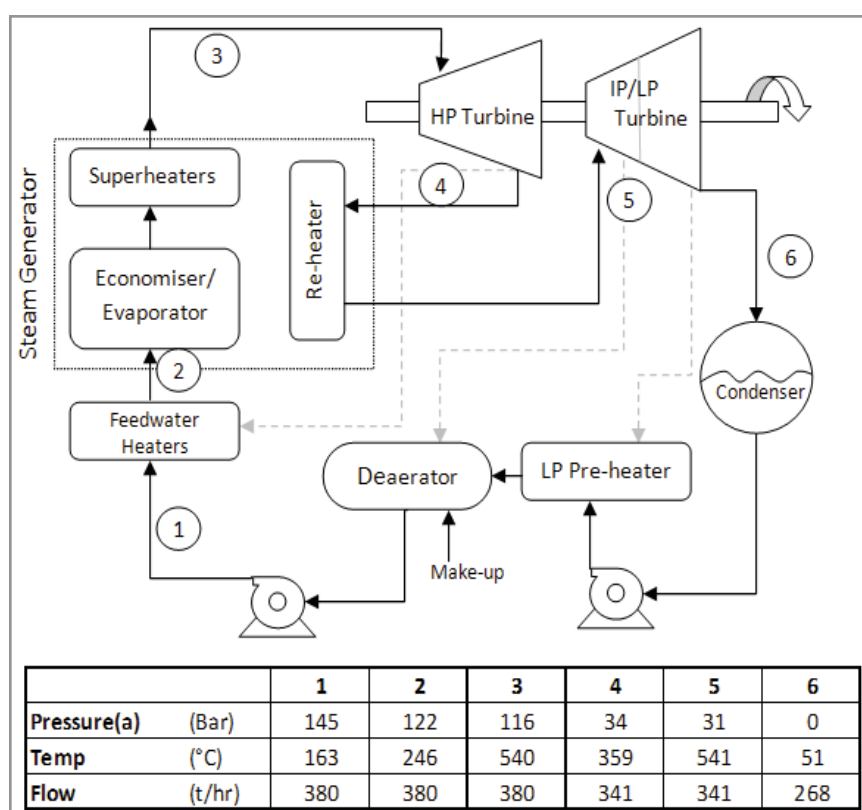 3
HP Turbine
IP/LP
Turbine
Steam Generator
Superheaters
4
Re-heater
5
6
Economiser/
Evaporator
2
Condenser
Feedwater
Heaters
Deaerator
LP Pre-heater
1
Make-up
1 2 3 4 5 6
Pressure(a) (Bar) 145 122 116 34 31 0
Temp (°C) 163 246 540 359 541 51
Flow (t/hr) 380 380 380 341 341 268